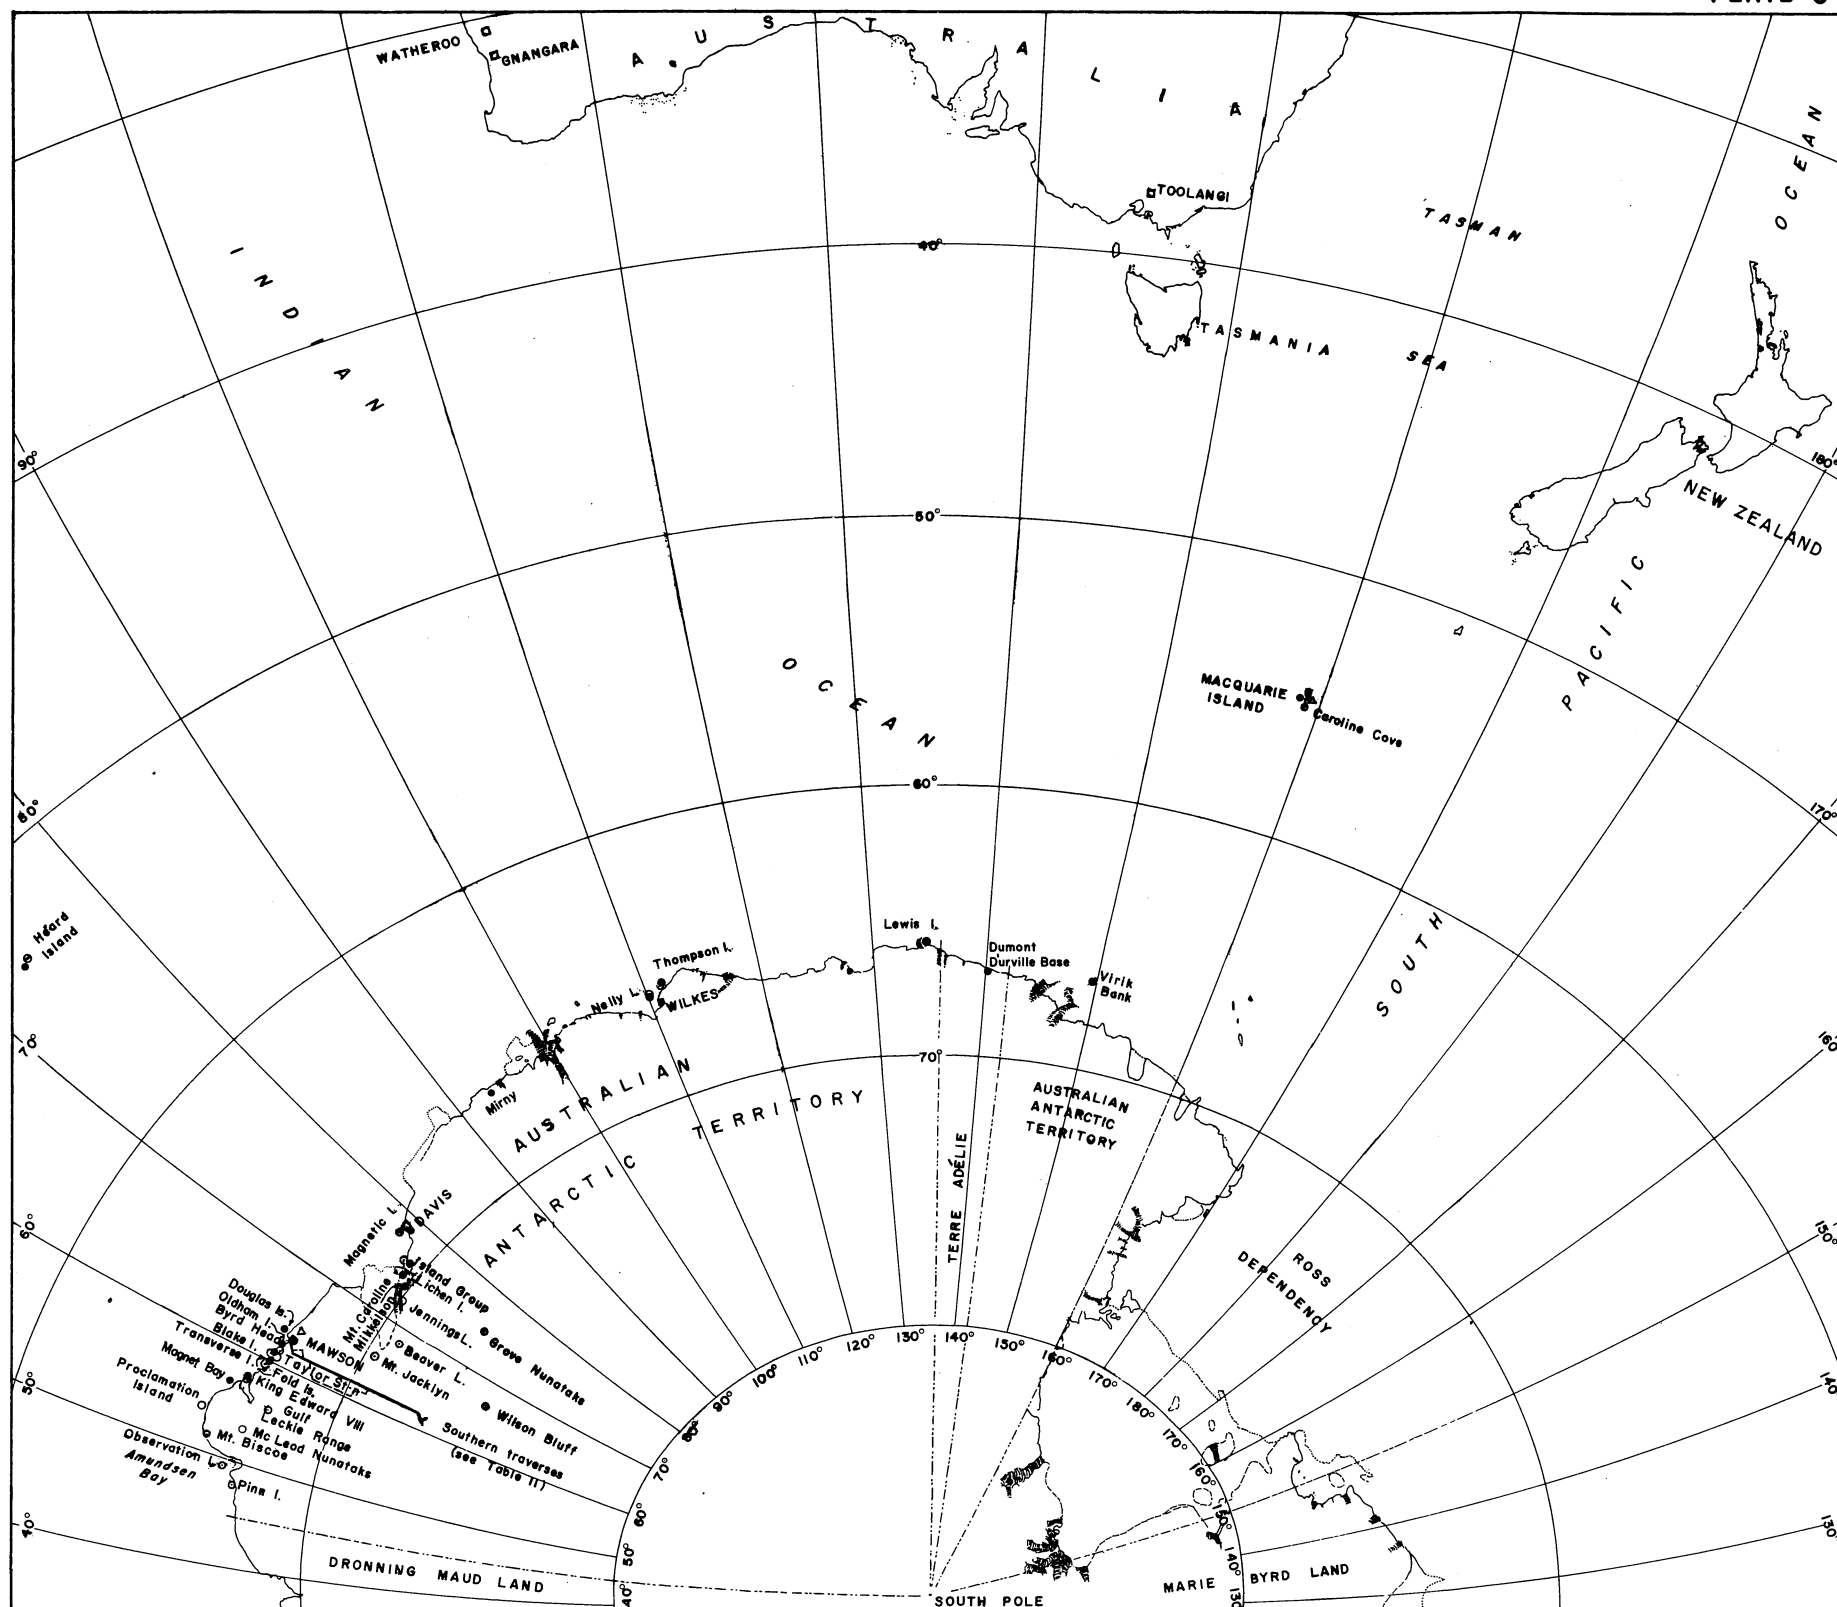 WATHEROO
GNANGARA
AUSTRALIA
TOOLANGI
TASMAN
SEA
OCEAN
INDIAN
40°
TASMANIA
90°
180°
NEW ZEALAND
50°
PACIFIC
OCEAN
MACQUARIE
ISLAND
Caroline Cove
60°
80°
170°
Heard
Island
Lewis I.
Thompson I.
Dumont
Durville Base
Nelly I.
WILKES
Virik
Bank
SOUTH
70°
70°
160°
Mirny
AUSTRALIAN
ANTARCTIC
TERRITORY
AUSTRALIAN
ANTARCTIC
TERRITORY
TERRE ADÉLIE
Magnetic I.
DAVIS
60°
150°
ROSS
DEPENDENCY
Island Group
Lichen I.
Mt. Caroline
Mikkelson
Jennings L.
Grove Nunataks
Douglas Is.
Oldham I.
Byrd Head
Blake I.
MAWSON
Beaver L.
Transverse I.
Taylor Stn
Mt. Jacklyn
Magnet Bay
Fold Is.
King Edward VIII
Gulf
Proclamation
Island
Leckie Range
Wilson Bluff
Mc Leod Nunataks
Mt. Biscoe
Southern traverses
(see Table II)
Observation I.
Amundsen
Bay
Pina I.
50°
140°
40°
130°
40°
50°
60°
70°
80°
90°
100°
110°
120°
130°
140°
150°
160°
170°
180°
170°
160°
150°
140°
DRONNING MAUD LAND
MARIE BYRD LAND
SOUTH POLE